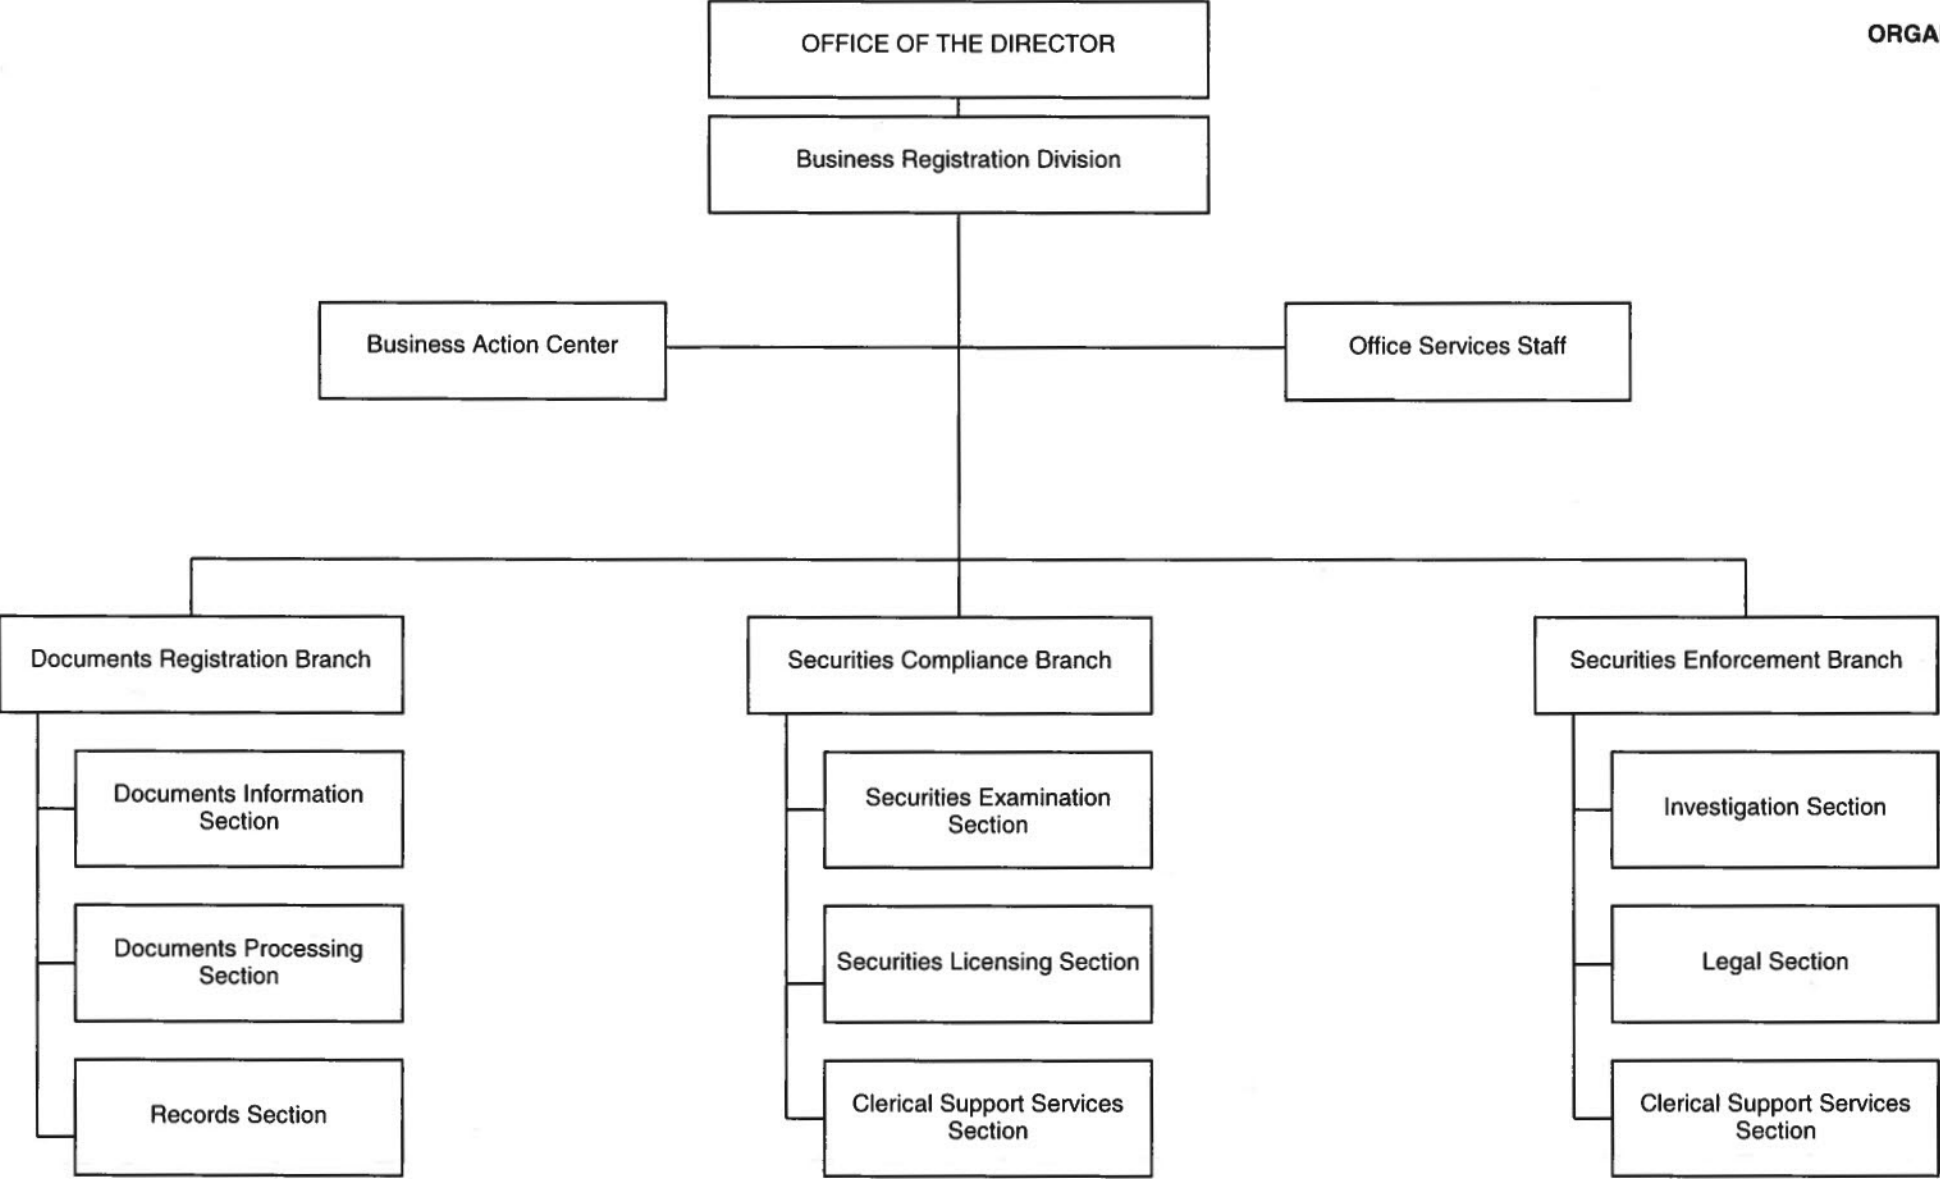 OFFICE OF THE DIRECTOR
Business Registration Division
Business Action Center
Office Services Staff
Documents Registration Branch
Documents Information
Section
Documents Processing
Section
Records Section
Securities Compliance Branch
Securities Examination
Section
Securities Licensing Section
Clerical Support Services
Section
Securities Enforcement Branch
Investigation Section
Legal Section
Clerical Support Services
Section